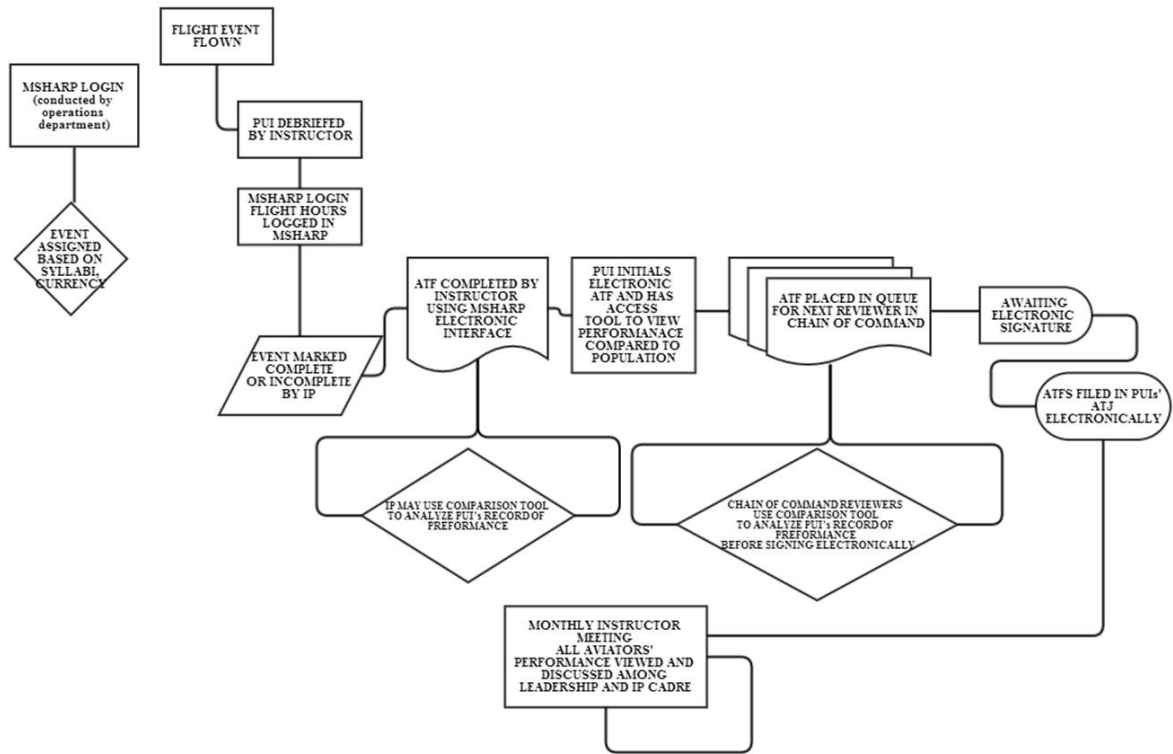 FLIGHT EVENT
FLOWN
MSHARP LOGIN
(conducted by
operations
department)
PUI DEBRIEFED
BY INSTRUCTOR
MSHARP LOGIN
FLIGHT HOURS
LOGGED IN
MSHARP
EVENT
ASSIGNED
BASED ON
SYLLABI,
CURRENCY
EVENT MARKED
COMPLETE
OR INCOMPLETE
BY IP
ATF COMPLETED BY
INSTRUCTOR
USING MSHARP
ELECTRONIC
INTERFACE
PUI INITIALS
ELECTRONIC
ATF AND HAS
ACCESS
TOOL TO VIEW
PERFORMANACE
COMPARED TO
POPULATION
ATF PLACED IN QUEUE
FOR NEXT REVIEWER IN
CHAIN OF COMMAND
AWAITING
ELECTRONIC
SIGNATURE
ATFS FILED IN PUIs'
ATJ
ELECTRONICALLY
IP MAY USE COMPARISON TOOL
TO ANALYZE PUI's RECORD OF
PREFORMANCE
CHAIN OF COMMAND REVIEWERS
USE COMPARISON TOOL
TO ANALYZE PUI's RECORD OF
PREFORMANCE
BEFORE SIGNING ELECTRONICALLY
MONTHLY INSTRUCTOR
MEETING
ALL AVIATORS'
PERFORMANCE VIEWED AND
DISCUSSED AMONG
LEADERSHIP AND IP CADRE